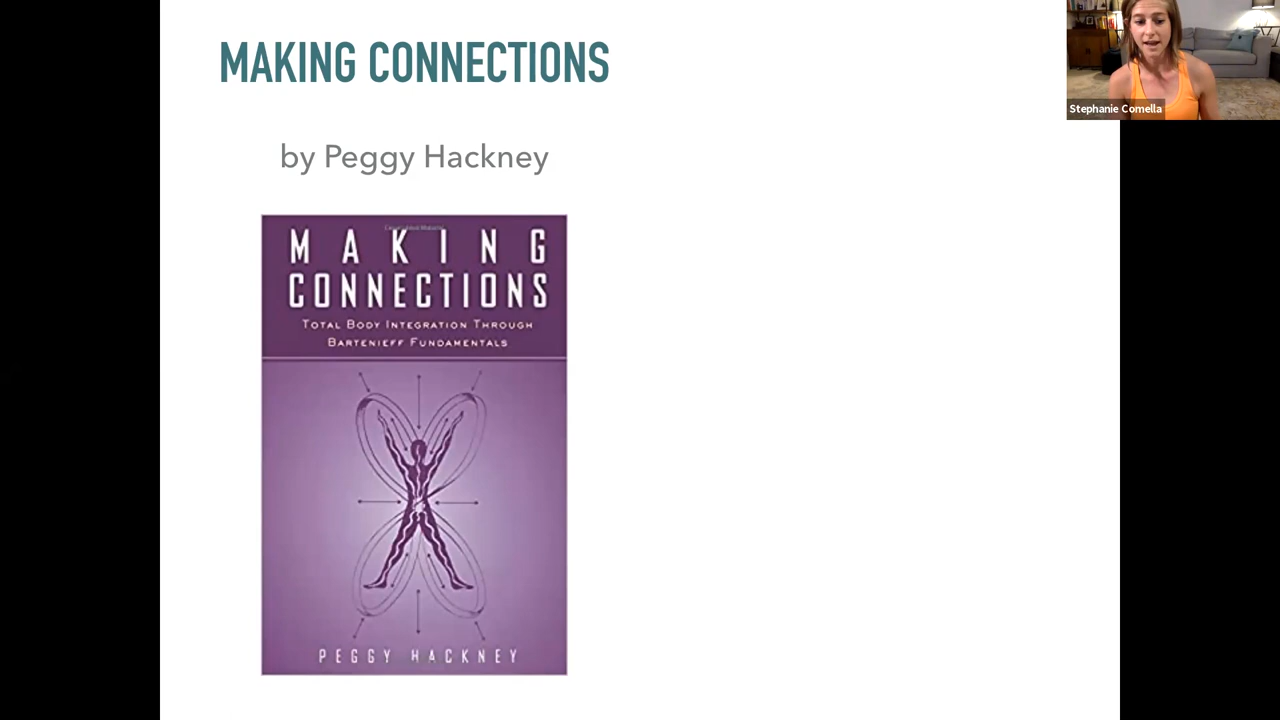 MAKING CONNECTIONS
by Peggy Hackney
MAKING
CONNECTIONS
TOTAL BODY INTEGRATION THROUGH
BARTENIEFF FUNDAMENTALS
PEGGY HACKNEY
Stephanie Comella